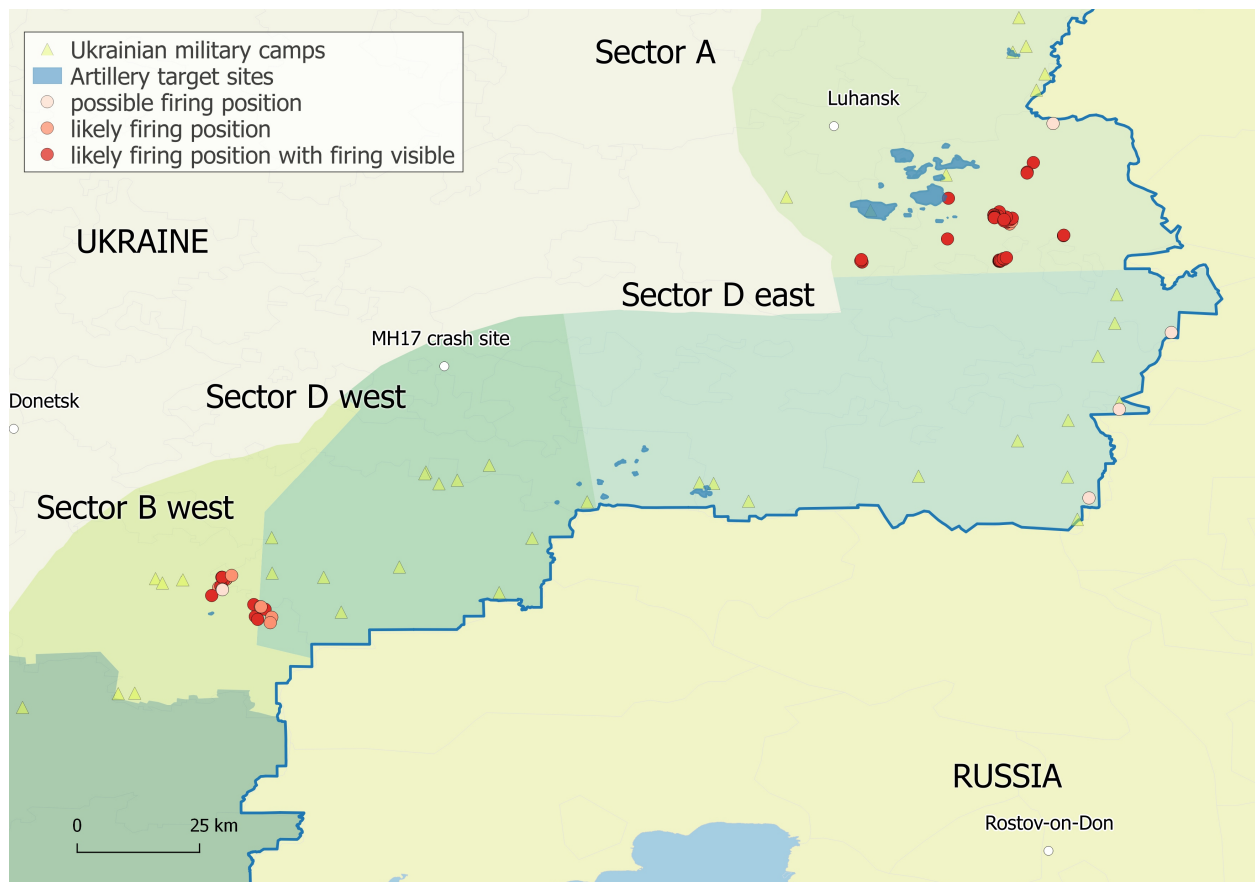 Ukrainian military camps
Artillery target sites
possible firing position
likely firing position
likely firing position with firing visible
Sector A
Luhansk
UKRAINE
Sector D east
MH17 crash site
Sector D west
Donetsk
Sector B west
RUSSIA
Rostov-on-Don
0 25 km